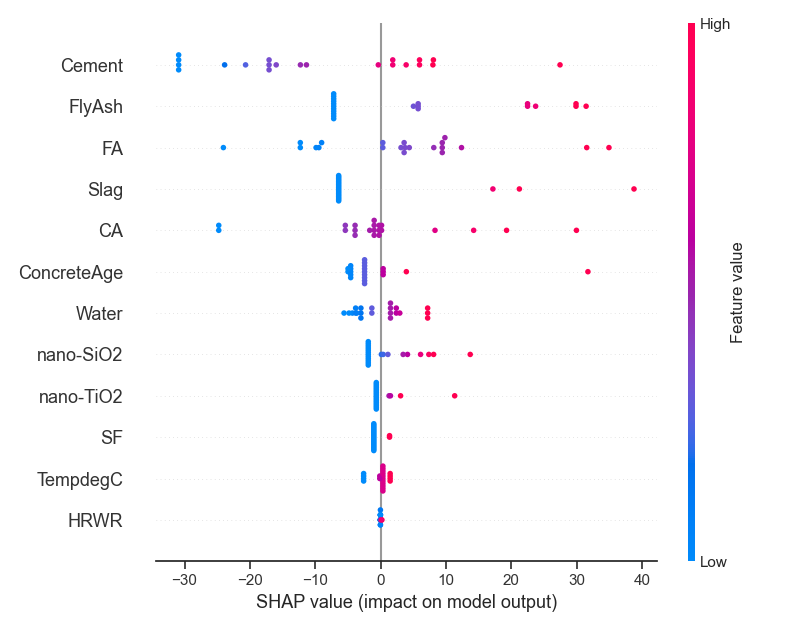 High
Cement
FlyAsh
FA
Slag
CA
ConcreteAge
Water
nano-SiO2
nano-TiO2
SF
TempdegC
HRWR
Feature value
Low
−30 −20 −10 0 10 20 30 40
SHAP value (impact on model output)